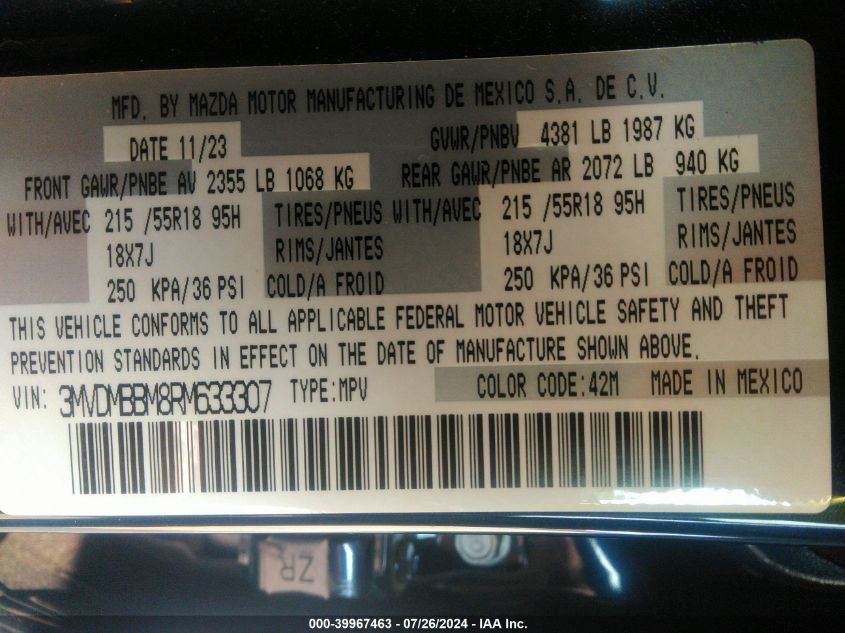 MFD. BY MAZDA MOTOR MANUFACTURING DE MEXICO S.A. DE C.V.
DATE 11/23 GVWR/PNBV 4381 LB 1987 KG
FRONT GAWR/PNBE AV 2355 LB 1068 KG REAR GAWR/PNBE AR 2072 LB 940 KG
WITH/AVEC 215 /55R18 95H TIRES/PNEUS WITH/AVEC 215 /55R18 95H TIRES/PNEUS
18X7J RIMS/JANTES 18X7J RIMS/JANTES
250 KPA/36 PSI COLD/A FROID 250 KPA/36 PSI COLD/A FROID
THIS VEHICLE CONFORMS TO ALL APPLICABLE FEDERAL MOTOR VEHICLE SAFETY AND THEFT
PREVENTION STANDARDS IN EFFECT ON THE DATE OF MANUFACTURE SHOWN ABOVE.
VIN: 3MVDMBBM8RM633307 TYPE:MPV COLOR CODE:42M MADE IN MEXICO
ZR
000-39967463 - 07/26/2024 - IAA Inc.